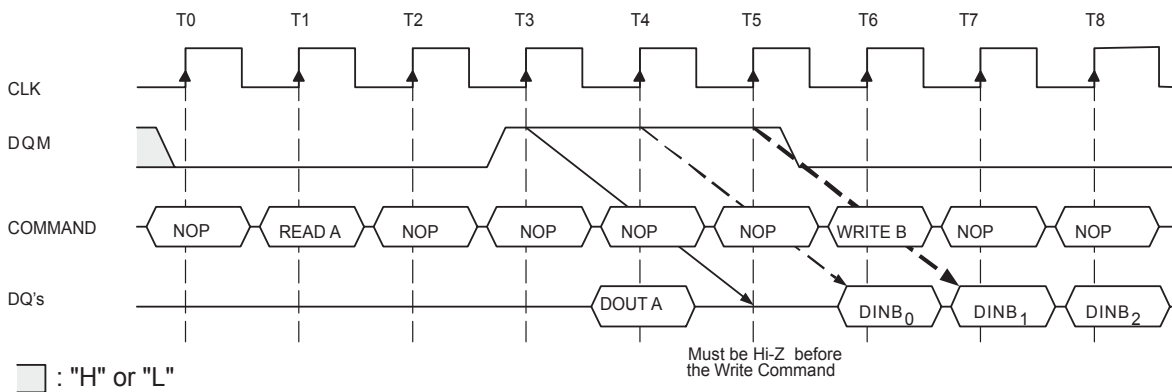 T0 T1 T2 T3 T4 T5 T6 T7 T8
CLK
DQM
COMMAND NOP READ A NOP NOP NOP NOP WRITE B NOP NOP
DQ's DOUT A DINB0 DINB1 DINB2
Must be Hi-Z before
the Write Command
: "H" or "L"